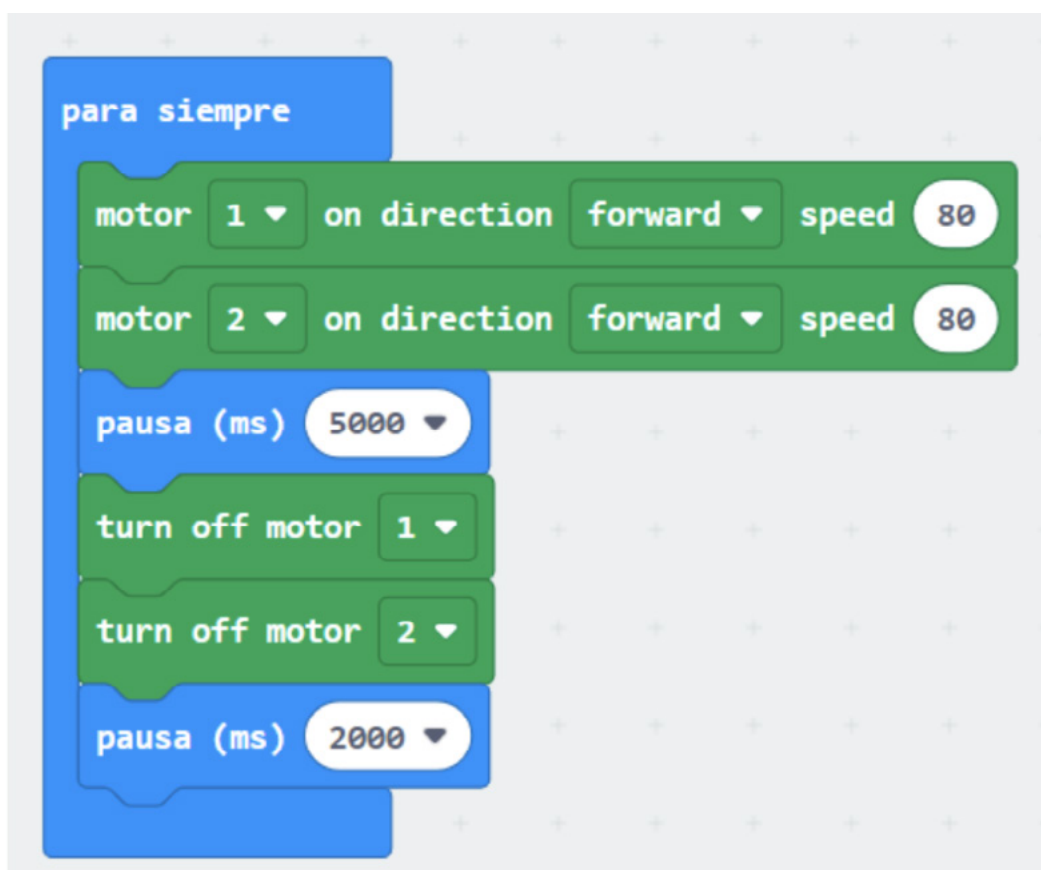 para siempre
motor 1 on direction forward speed 80
motor 2 on direction forward speed 80
pausa (ms) 5000
turn off motor 1
turn off motor 2
pausa (ms) 2000